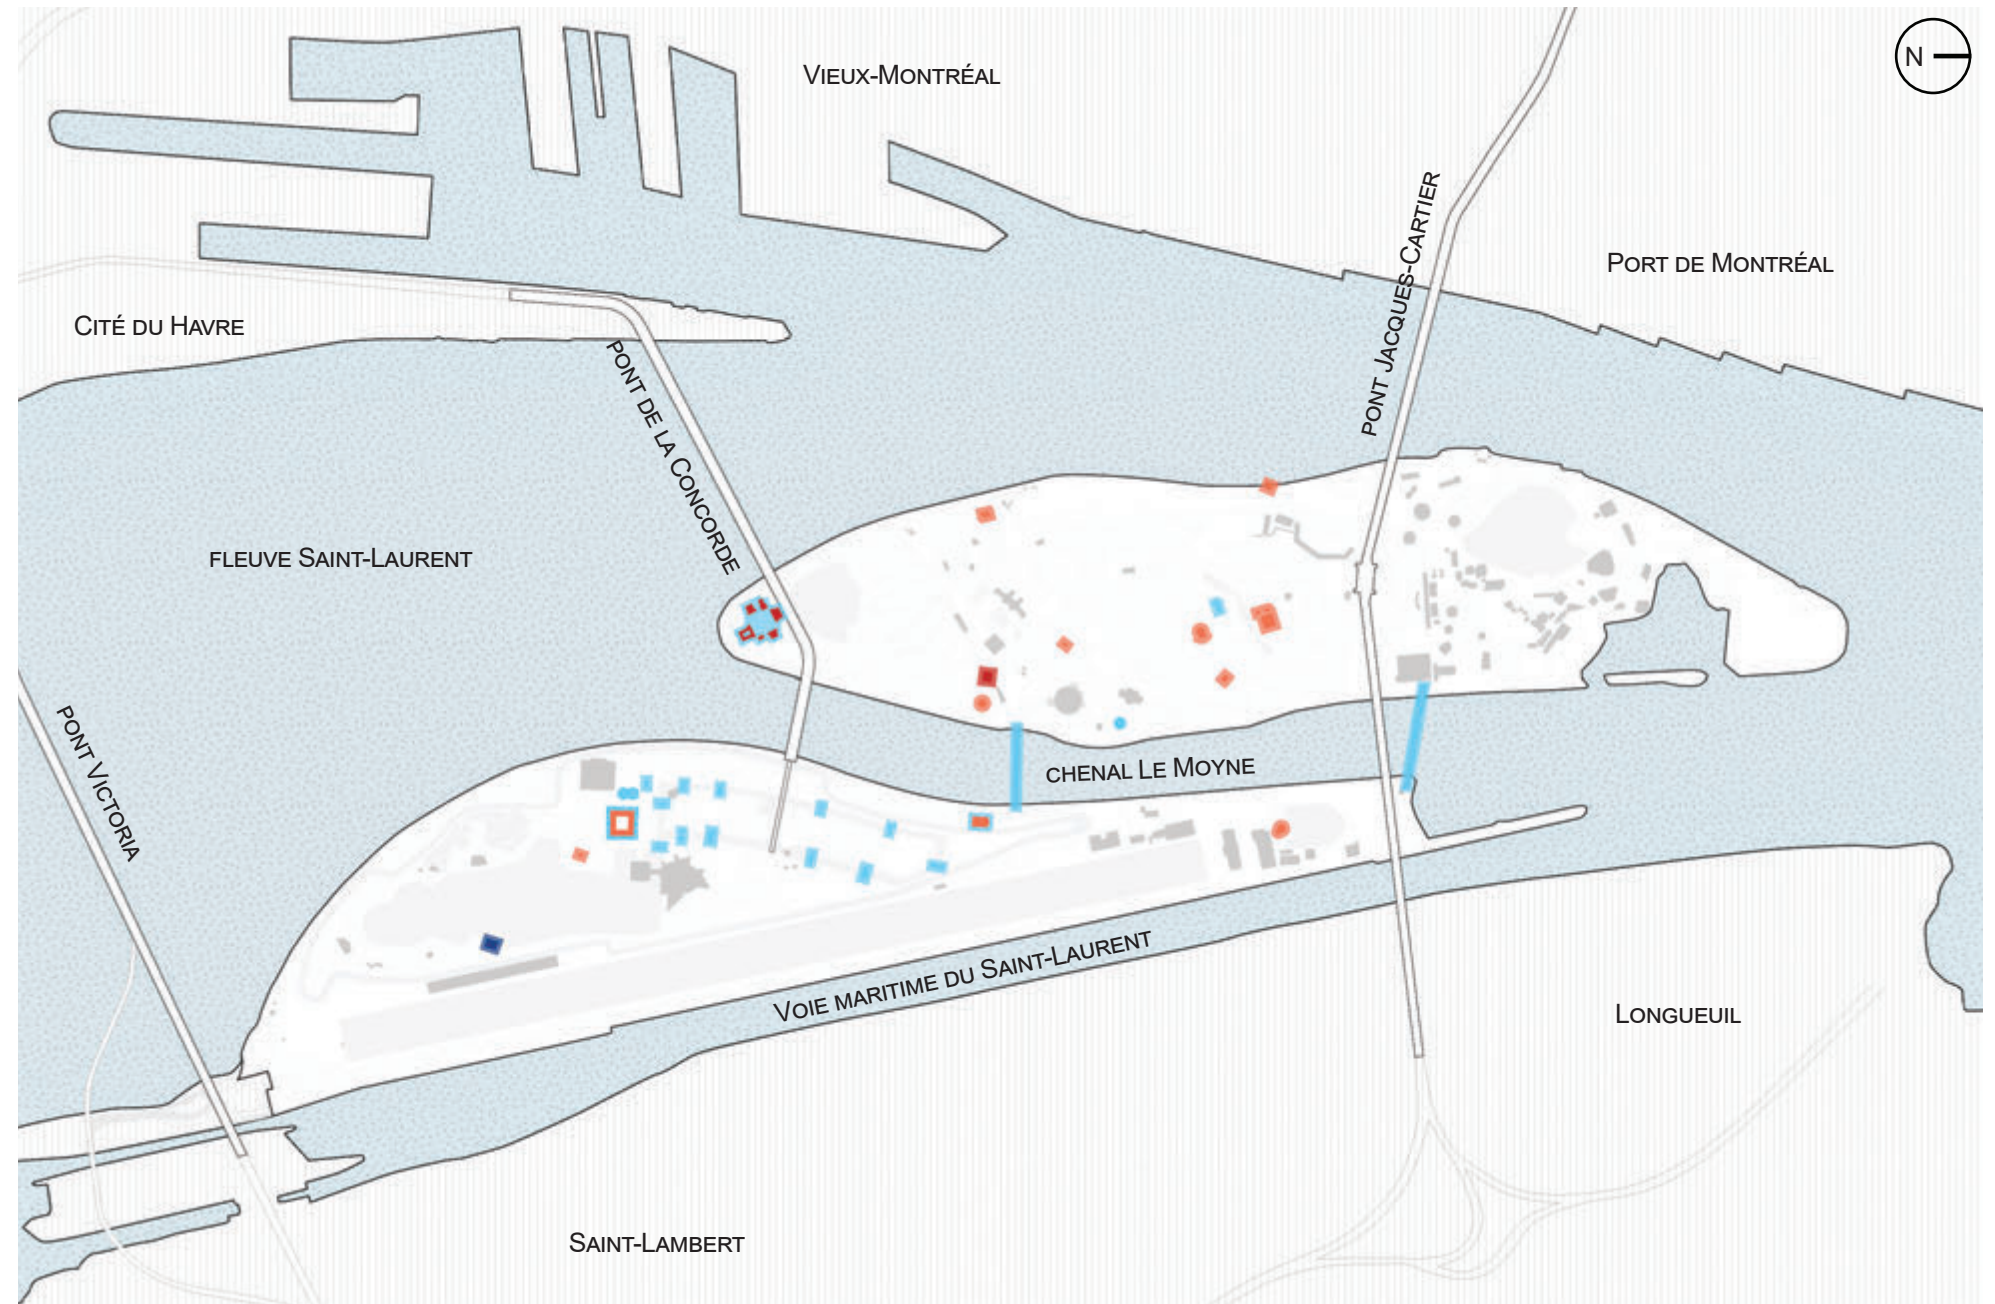 N
Vieux-Montréal
Port de Montréal
Cité du Havre
pont de la Concorde
pont Jacques-Cartier
fleuve Saint-Laurent
pont Victoria
chenal Le Moyne
Voie maritime du Saint-Laurent
Longueuil
Saint-Lambert